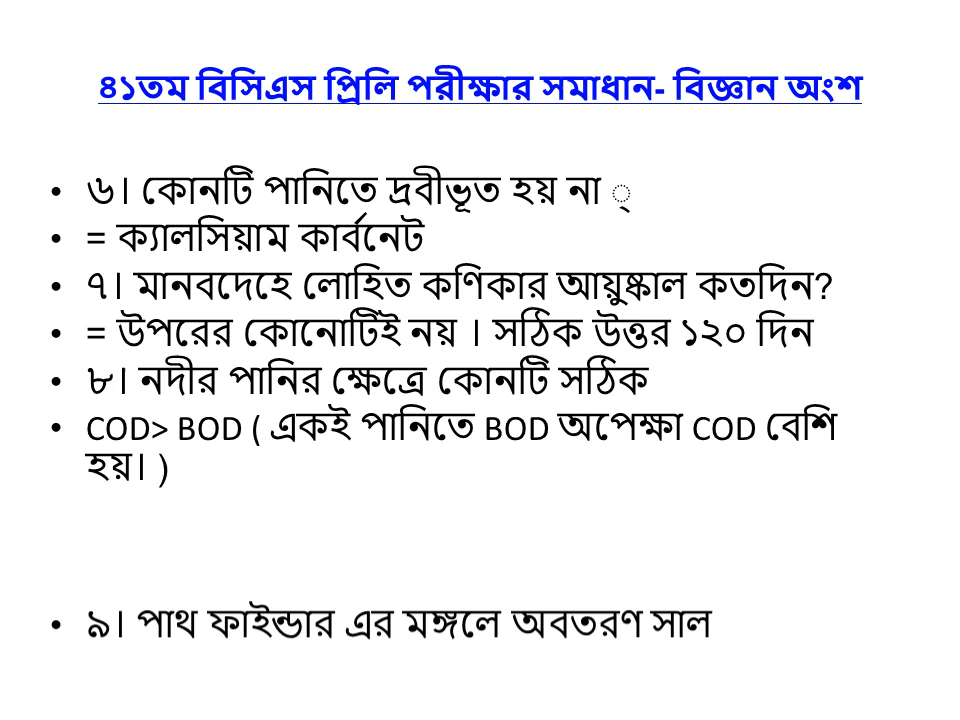 ৪১তম বিসিএস প্রিলি পরীক্ষার সমাধান- বিজ্ঞান অংশ
• ৬। কোনটি পানিতে দ্রবীভূত হয় না ্
• = ক্যালসিয়াম কার্বনেট
• ৭। মানবদেহে লোহিত কণিকার আয়ুষ্কাল কতদিন?
• = উপরের কোনোটিই নয় । সঠিক উত্তর ১২০ দিন
• ৮। নদীর পানির ক্ষেত্রে কোনটি সঠিক
• COD> BOD ( একই পানিতে BOD অপেক্ষা COD বেশি
হয়। )
• ৯। পাথ ফাইন্ডার এর মঙ্গলে অবতরণ সাল